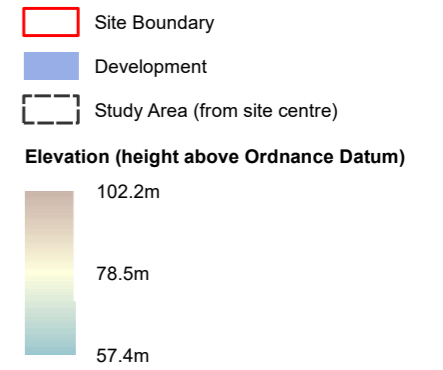 Site Boundary
Development
Study Area (from site centre)
Elevation (height above Ordnance Datum)
102.2m
78.5m
57.4m